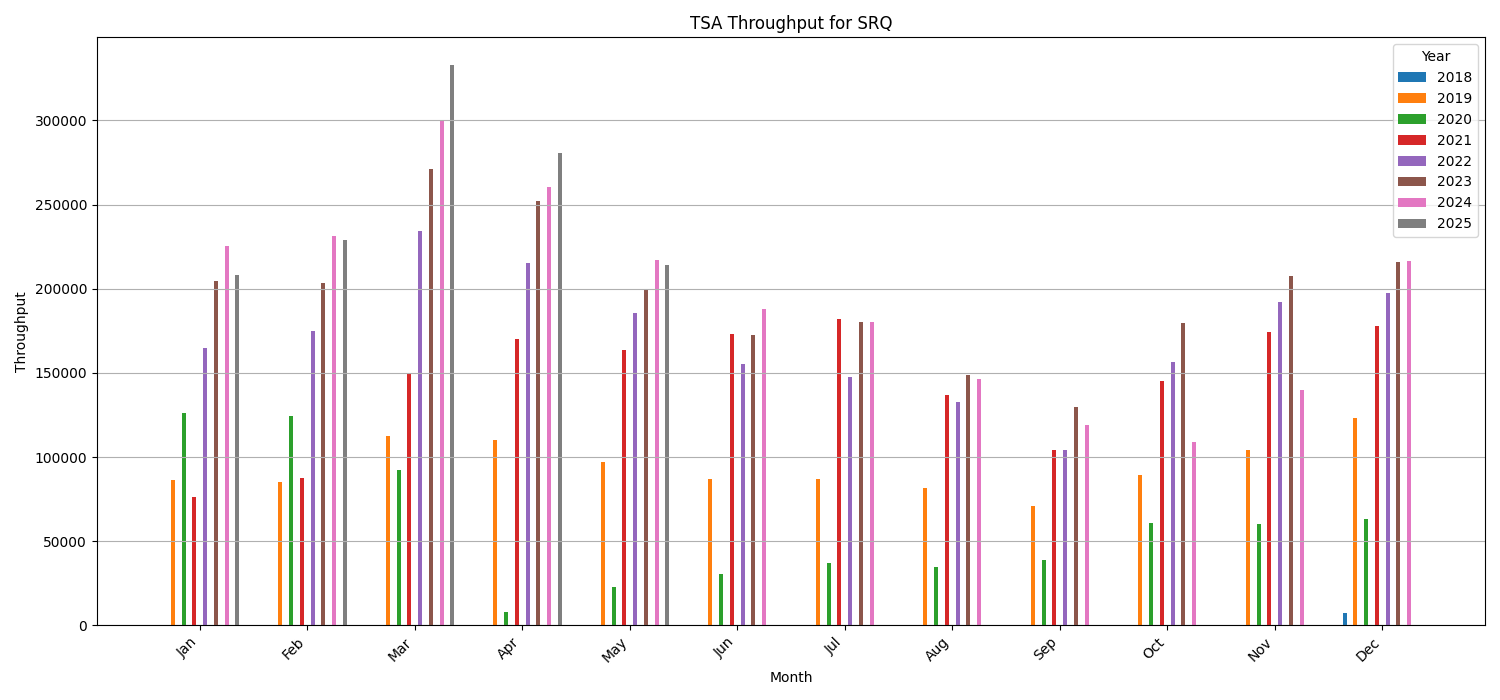 TSA Throughput for SRQ
Year
2018
2019
2020
2021
2022
2023
2024
2025
Throughput
300000
250000
200000
150000
100000
50000
0
Jan
Feb
Mar
Apr
May
Jun
Jul
Aug
Sep
Oct
Nov
Dec
Month